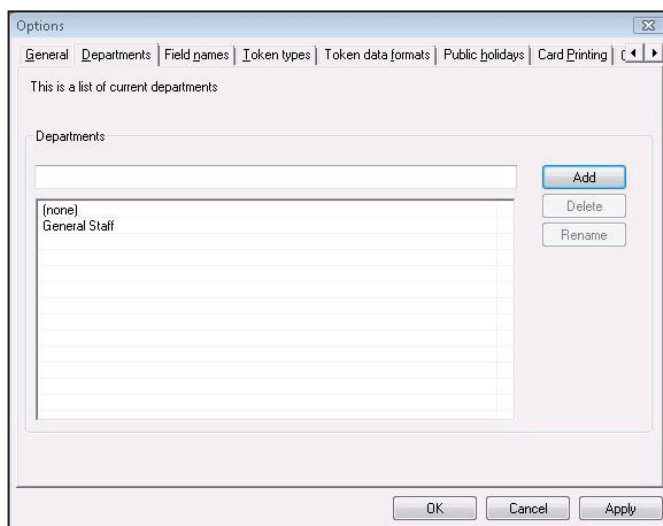 Options
General Departments Field names Token types Token data formats Public holidays Card Printing
This is a list of current departments
Departments
Add
(none)
Delete
General Staff
Rename
OK Cancel Apply